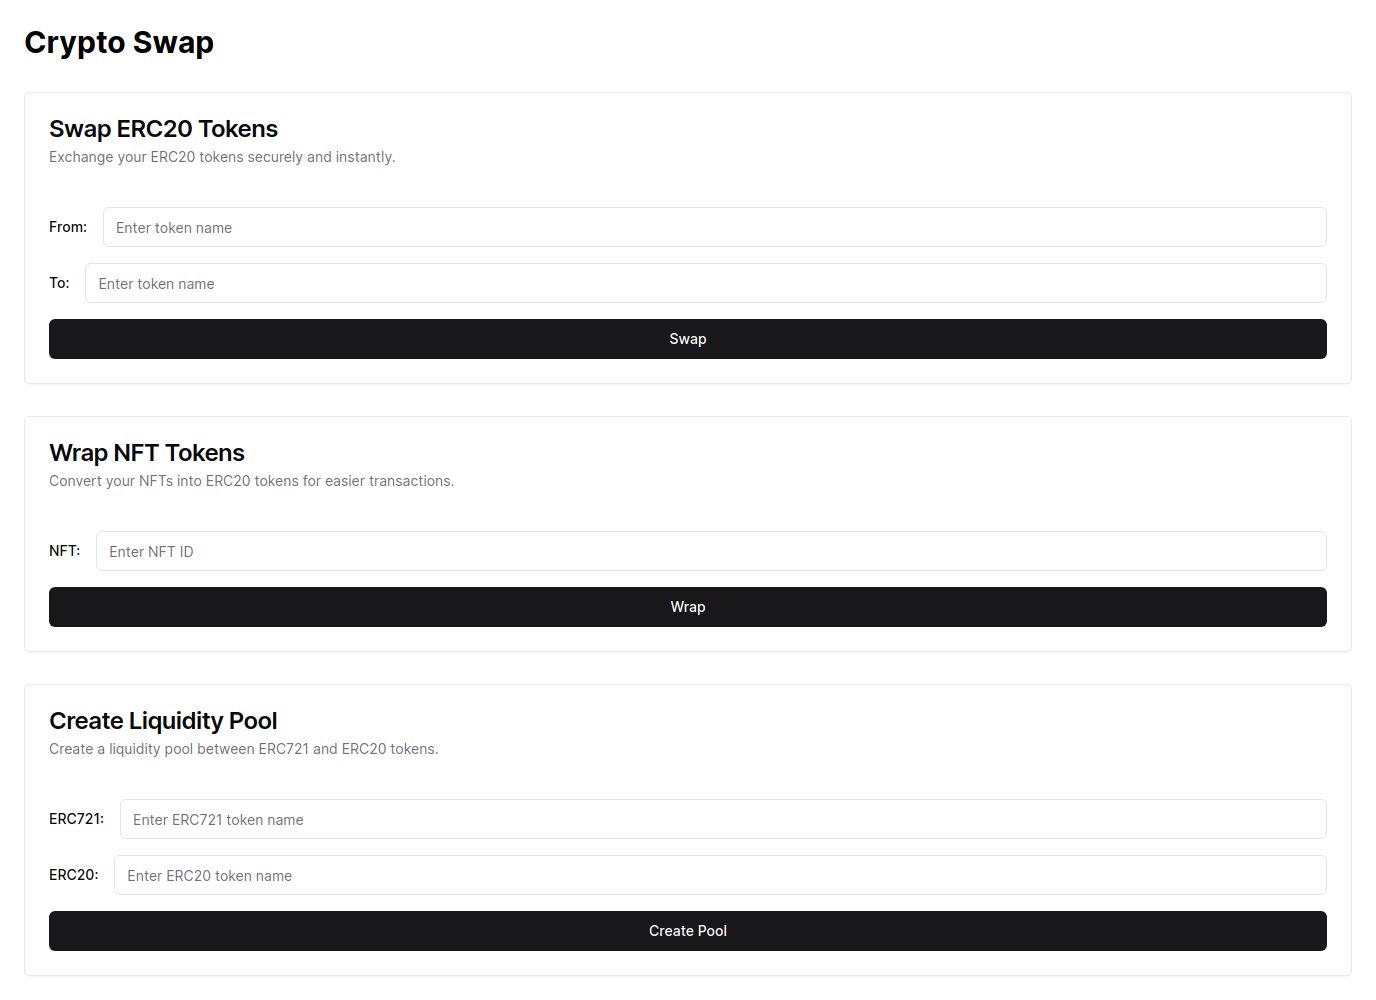 Crypto Swap
Swap ERC20 Tokens
Exchange your ERC20 tokens securely and instantly.
From: Enter token name
To: Enter token name
Swap
Wrap NFT Tokens
Convert your NFTs into ERC20 tokens for easier transactions.
NFT: Enter NFT ID
Wrap
Create Liquidity Pool
Create a liquidity pool between ERC721 and ERC20 tokens.
ERC721: Enter ERC721 token name
ERC20: Enter ERC20 token name
Create Pool